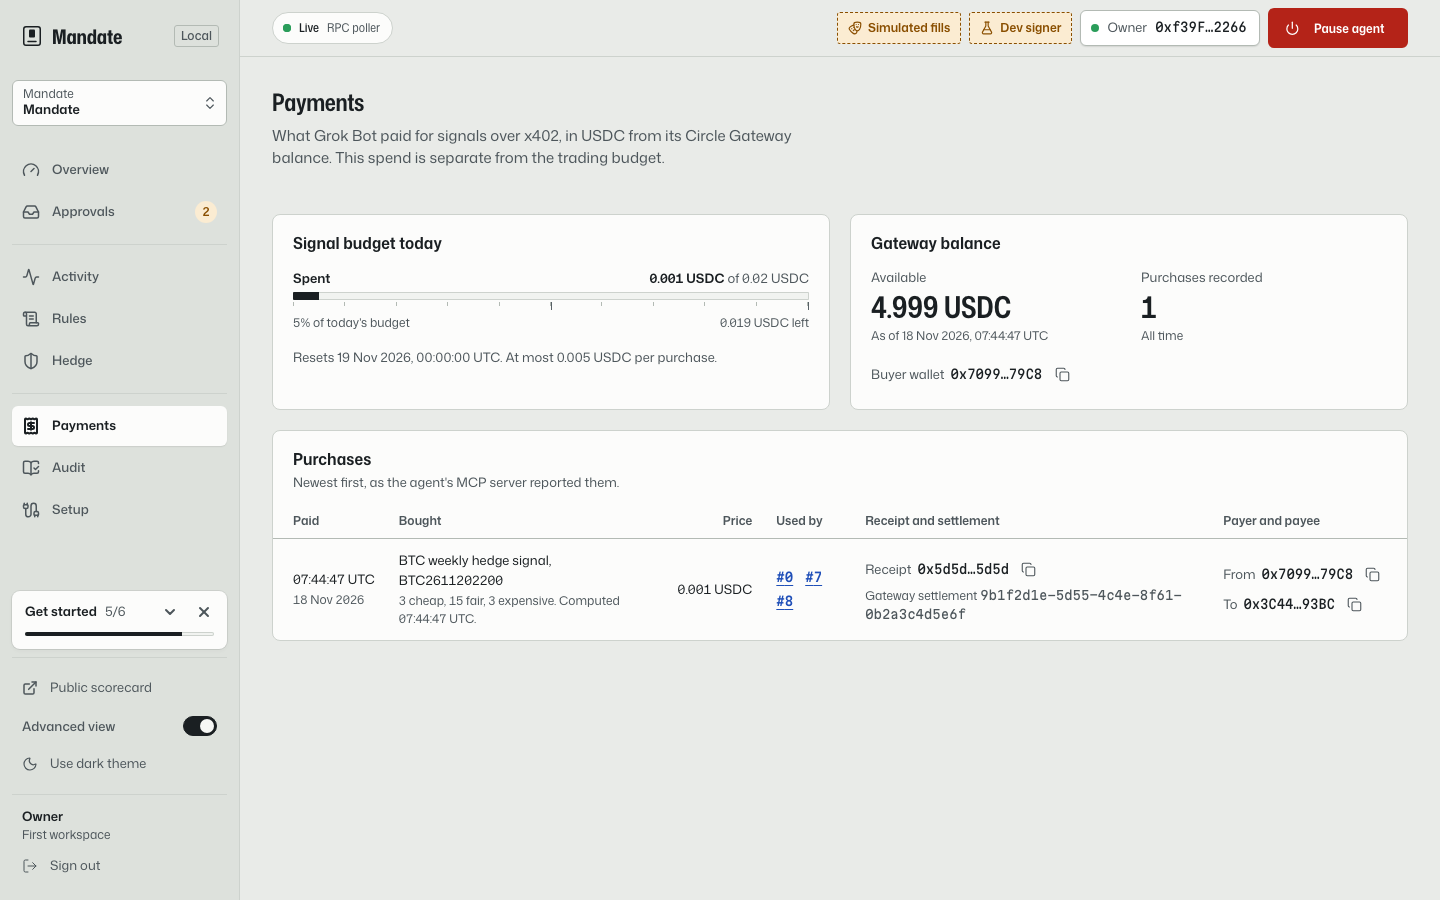 Mandate
Local
Mandate
Mandate
Overview
Approvals
2
Activity
Rules
Hedge
Payments
Audit
Setup
Get started 5/6
Public scorecard
Advanced view
Use dark theme
Owner
First workspace
Sign out
Live RPC poller
Simulated fills
Dev signer
Owner 0xf39F…2266
Pause agent
Payments
What Grok Bot paid for signals over x402, in USDC from its Circle Gateway
balance. This spend is separate from the trading budget.
Signal budget today
Spent
0.001 USDC of 0.02 USDC
5% of today's budget
0.019 USDC left
Resets 19 Nov 2026, 00:00:00 UTC. At most 0.005 USDC per purchase.
Gateway balance
Available
4.999 USDC
As of 18 Nov 2026, 07:44:47 UTC
Purchases recorded
1
All time
Buyer wallet 0x7099…79C8
Purchases
Newest first, as the agent's MCP server reported them.
Paid
Bought
Price
Used by
Receipt and settlement
Payer and payee
07:44:47 UTC
18 Nov 2026
BTC weekly hedge signal,
BTC2611202200
3 cheap, 15 fair, 3 expensive. Computed
07:44:47 UTC.
0.001 USDC
#0 #7
#8
Receipt 0x5d5d…5d5d
Gateway settlement 9b1f2d1e-5d55-4c4e-8f61-
0b2a3c4d5e6f
From 0x7099…79C8
To 0x3C44…93BC